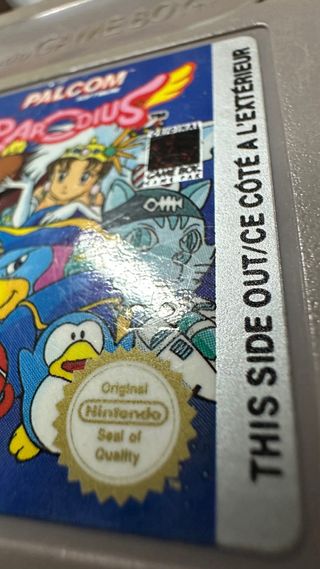 GAME BOY
PALCOM
PARODIUS
Original
Nintendo
Seal of
Quality
THIS SIDE OUT/CE CÔTÉ A L'EXTÉRIEUR